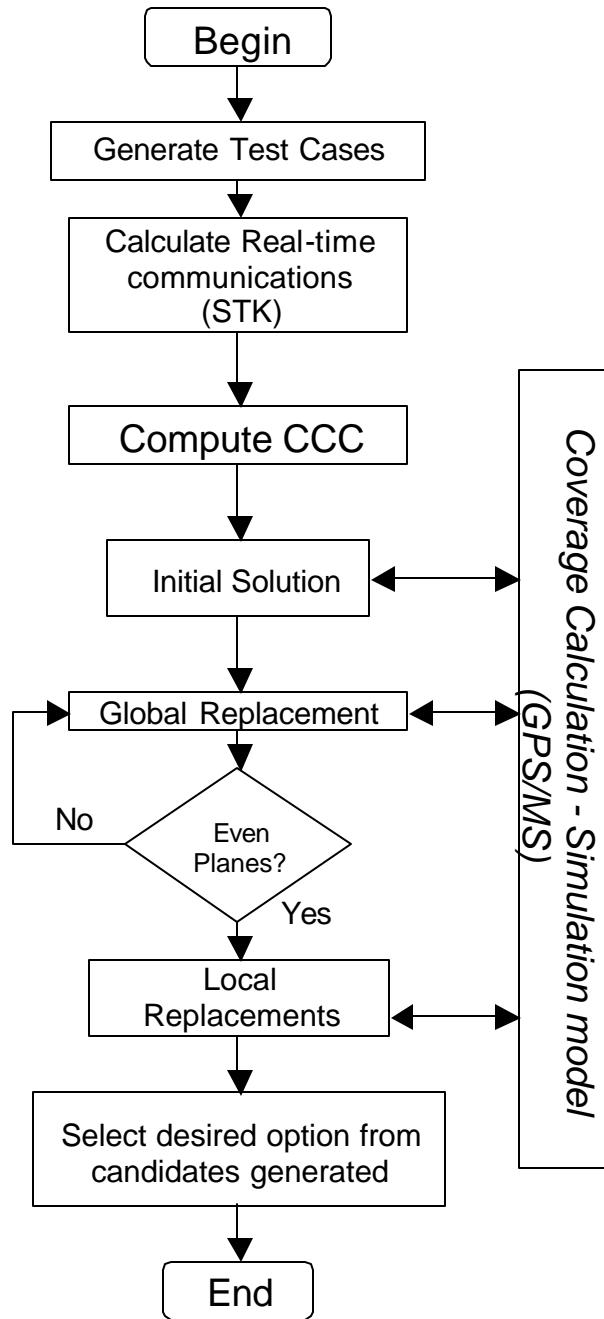 Begin
Generate Test Cases
Calculate Real-time
communications
(STK)
Compute CCC
Initial Solution
Global Replacement
No
Even
Planes?
Yes
Local
Replacements
Select desired option from
candidates generated
End
Coverage Calculation - Simulation model
(GPS/MS)